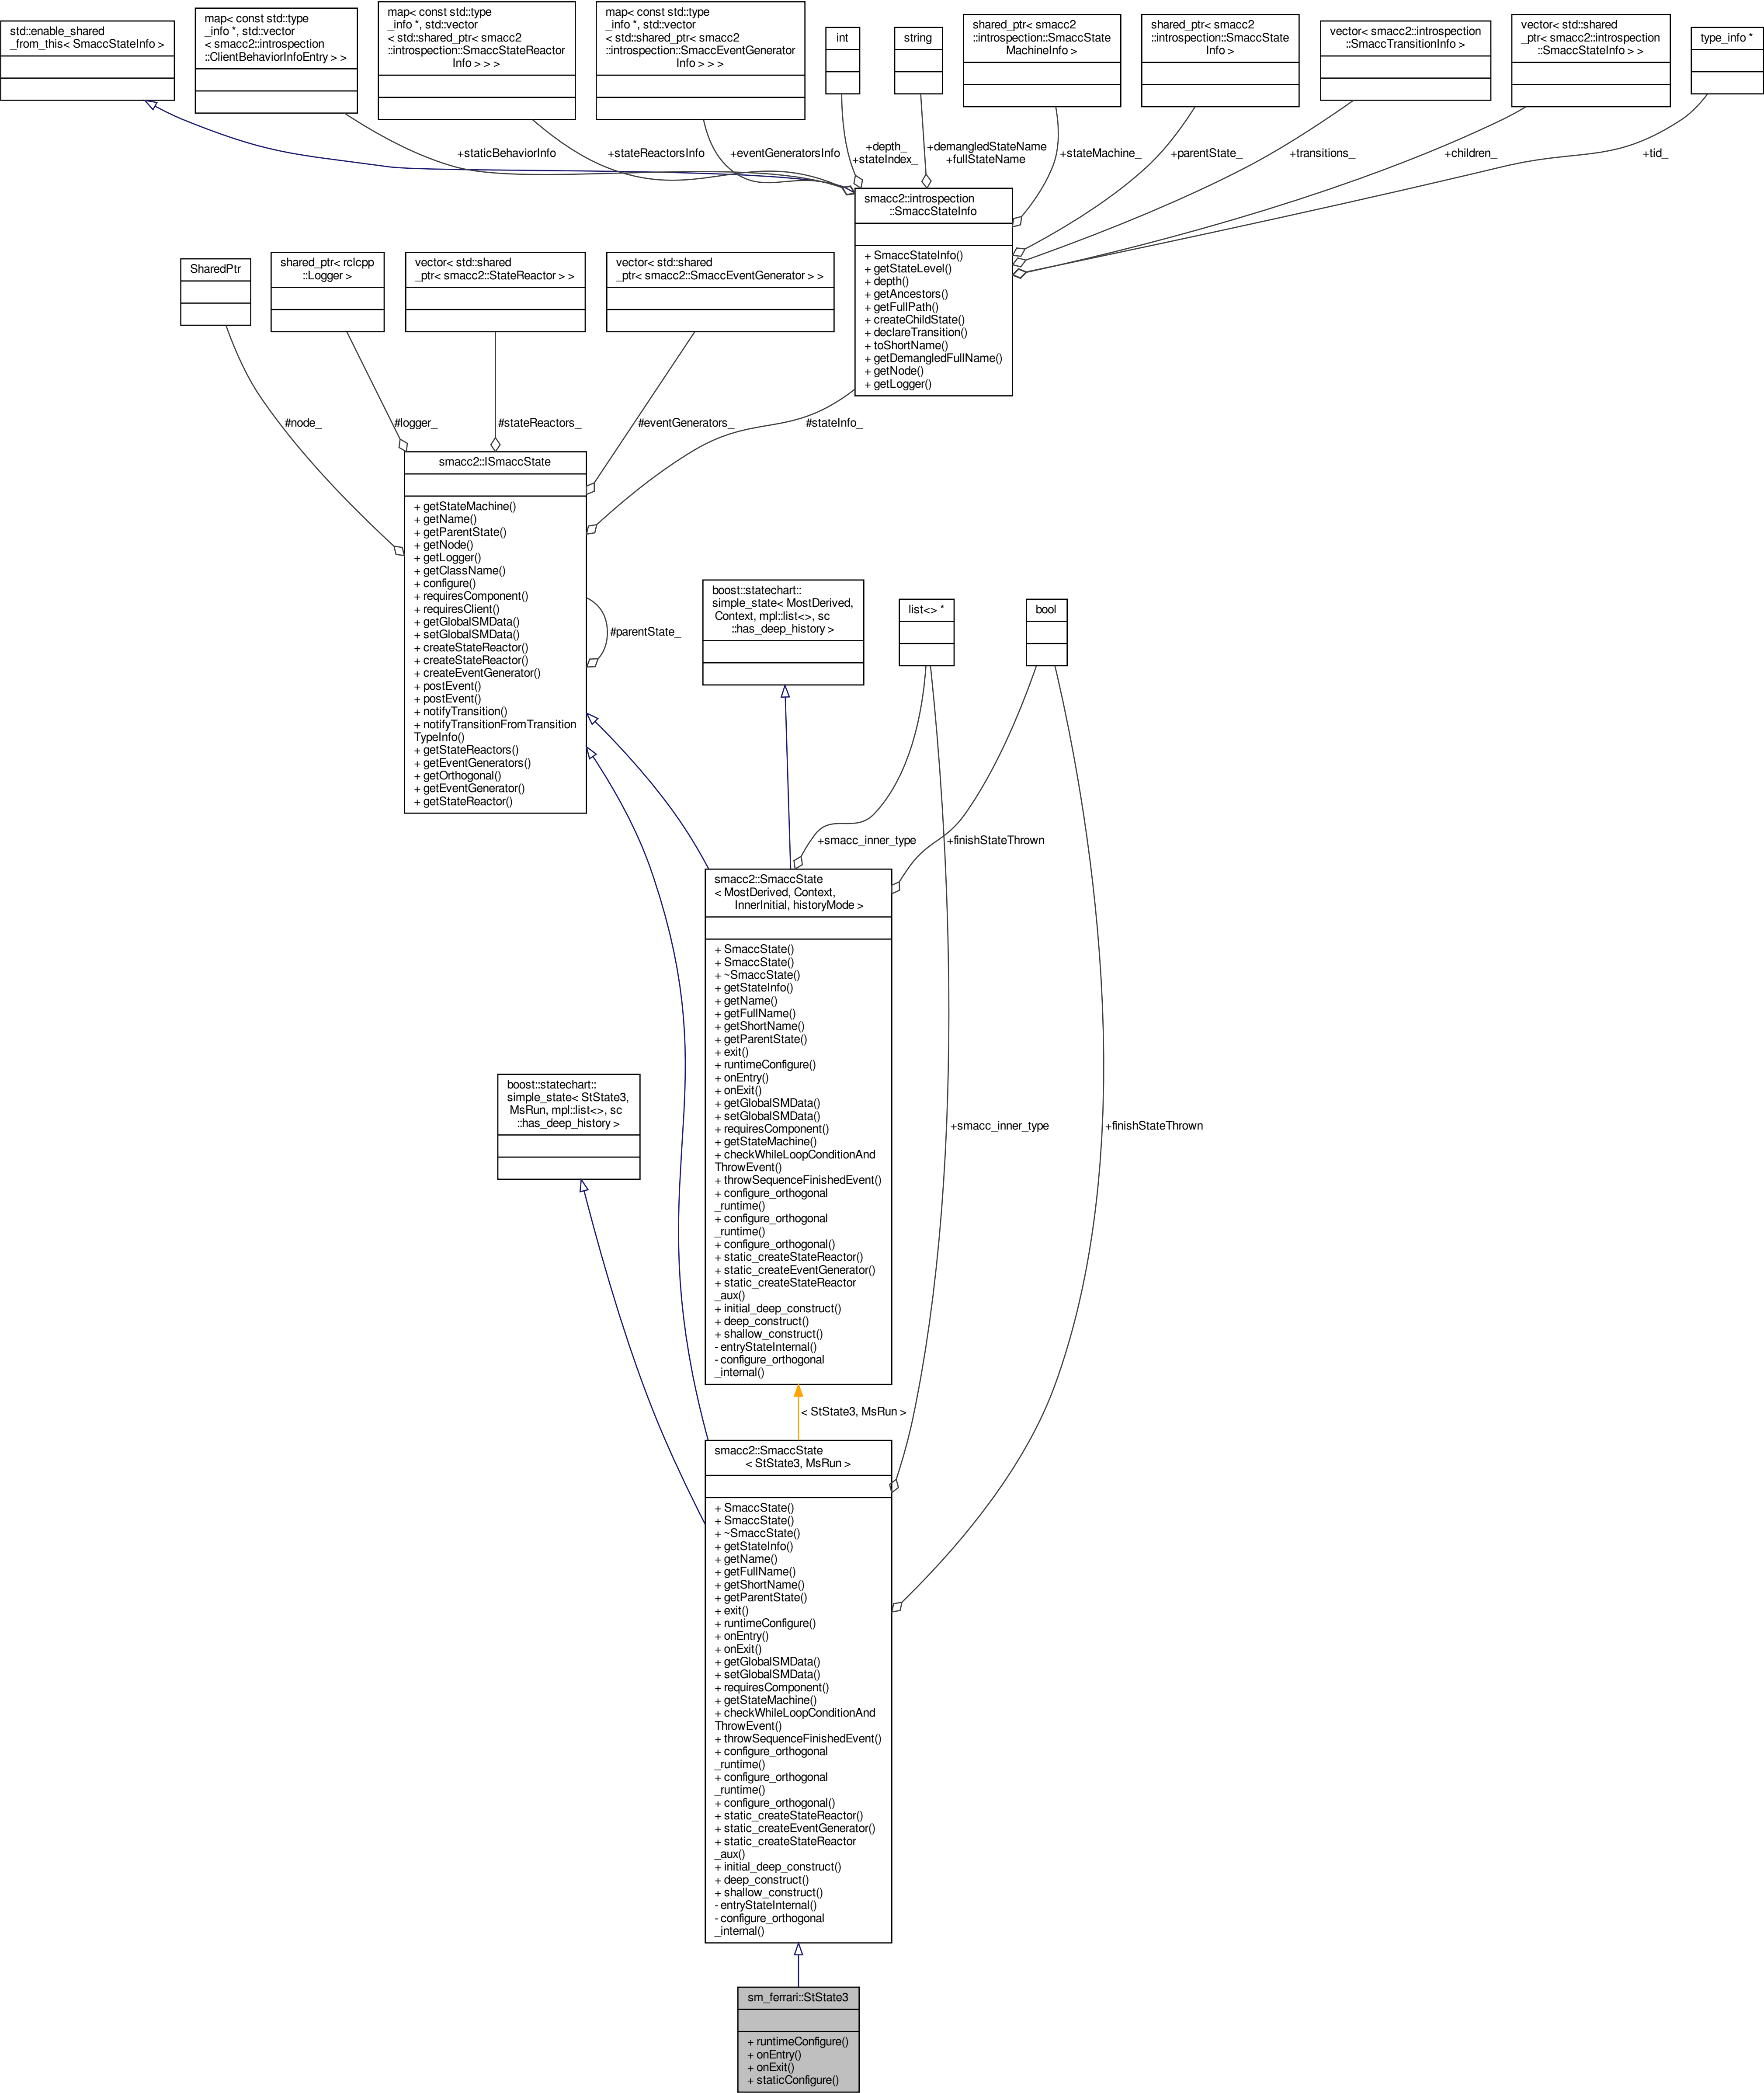 std::enable_shared
_from_this< SmaccStateInfo >
map< const std::type
_info *, std::vector
< smacc2::introspection
::ClientBehaviorInfoEntry > >
map< const std::type
_info *, std::vector
< std::shared_ptr< smacc2
::introspection::SmaccStateReactor
Info > > >
map< const std::type
_info *, std::vector
< std::shared_ptr< smacc2
::introspection::SmaccEventGenerator
Info > > >
int
string
shared_ptr< smacc2
::introspection::SmaccState
MachineInfo >
shared_ptr< smacc2
::introspection::SmaccState
Info >
vector< smacc2::introspection
::SmaccTransitionInfo >
vector< std::shared
_ptr< smacc2::introspection
::SmaccStateInfo > >
type_info *
+staticBehaviorInfo
+stateReactorsInfo
+eventGeneratorsInfo
+depth_
+stateIndex_
+demangledStateName
+fullStateName
+stateMachine_
+parentState_
+transitions_
+children_
+tid_
smacc2::introspection
::SmaccStateInfo
+ SmaccStateInfo()
+ getStateLevel()
+ depth()
+ getAncestors()
+ getFullPath()
+ createChildState()
+ declareTransition()
+ toShortName()
+ getDemangledFullName()
+ getNode()
+ getLogger()
SharedPtr
shared_ptr< rclcpp
::Logger >
vector< std::shared
_ptr< smacc2::StateReactor > >
vector< std::shared
_ptr< smacc2::SmaccEventGenerator > >
#node_
#logger_
#stateReactors_
#eventGenerators_
#stateInfo_
smacc2::ISmaccState
+ getStateMachine()
+ getName()
+ getParentState()
+ getNode()
+ getLogger()
+ getClassName()
+ configure()
+ requiresComponent()
+ requiresClient()
+ getGlobalSMData()
+ setGlobalSMData()
+ createStateReactor()
+ createStateReactor()
+ createEventGenerator()
+ postEvent()
+ postEvent()
+ notifyTransition()
+ notifyTransitionFromTransition
TypeInfo()
+ getStateReactors()
+ getEventGenerators()
+ getOrthogonal()
+ getEventGenerator()
+ getStateReactor()
#parentState_
boost::statechart::
simple_state< MostDerived,
Context, mpl::list<>, sc
::has_deep_history >
list<> *
bool
+smacc_inner_type
+finishStateThrown
smacc2::SmaccState
< MostDerived, Context,
InnerInitial, historyMode >
+ SmaccState()
+ SmaccState()
+ ~SmaccState()
+ getStateInfo()
+ getName()
+ getFullName()
+ getShortName()
+ getParentState()
+ exit()
+ runtimeConfigure()
+ onEntry()
+ onExit()
+ getGlobalSMData()
+ setGlobalSMData()
+ requiresComponent()
+ getStateMachine()
+ checkWhileLoopConditionAnd
ThrowEvent()
+ throwSequenceFinishedEvent()
+ configure_orthogonal
_runtime()
+ configure_orthogonal
_runtime()
+ configure_orthogonal()
+ static_createStateReactor()
+ static_createEventGenerator()
+ static_createStateReactor
_aux()
+ initial_deep_construct()
+ deep_construct()
+ shallow_construct()
- entryStateInternal()
- configure_orthogonal
_internal()
boost::statechart::
simple_state< StState3,
MsRun, mpl::list<>, sc
::has_deep_history >
+smacc_inner_type
+finishStateThrown
< StState3, MsRun >
smacc2::SmaccState
< StState3, MsRun >
+ SmaccState()
+ SmaccState()
+ ~SmaccState()
+ getStateInfo()
+ getName()
+ getFullName()
+ getShortName()
+ getParentState()
+ exit()
+ runtimeConfigure()
+ onEntry()
+ onExit()
+ getGlobalSMData()
+ setGlobalSMData()
+ requiresComponent()
+ getStateMachine()
+ checkWhileLoopConditionAnd
ThrowEvent()
+ throwSequenceFinishedEvent()
+ configure_orthogonal
_runtime()
+ configure_orthogonal
_runtime()
+ configure_orthogonal()
+ static_createStateReactor()
+ static_createEventGenerator()
+ static_createStateReactor
_aux()
+ initial_deep_construct()
+ deep_construct()
+ shallow_construct()
- entryStateInternal()
- configure_orthogonal
_internal()
sm_ferrari::StState3
+ runtimeConfigure()
+ onEntry()
+ onExit()
+ staticConfigure()